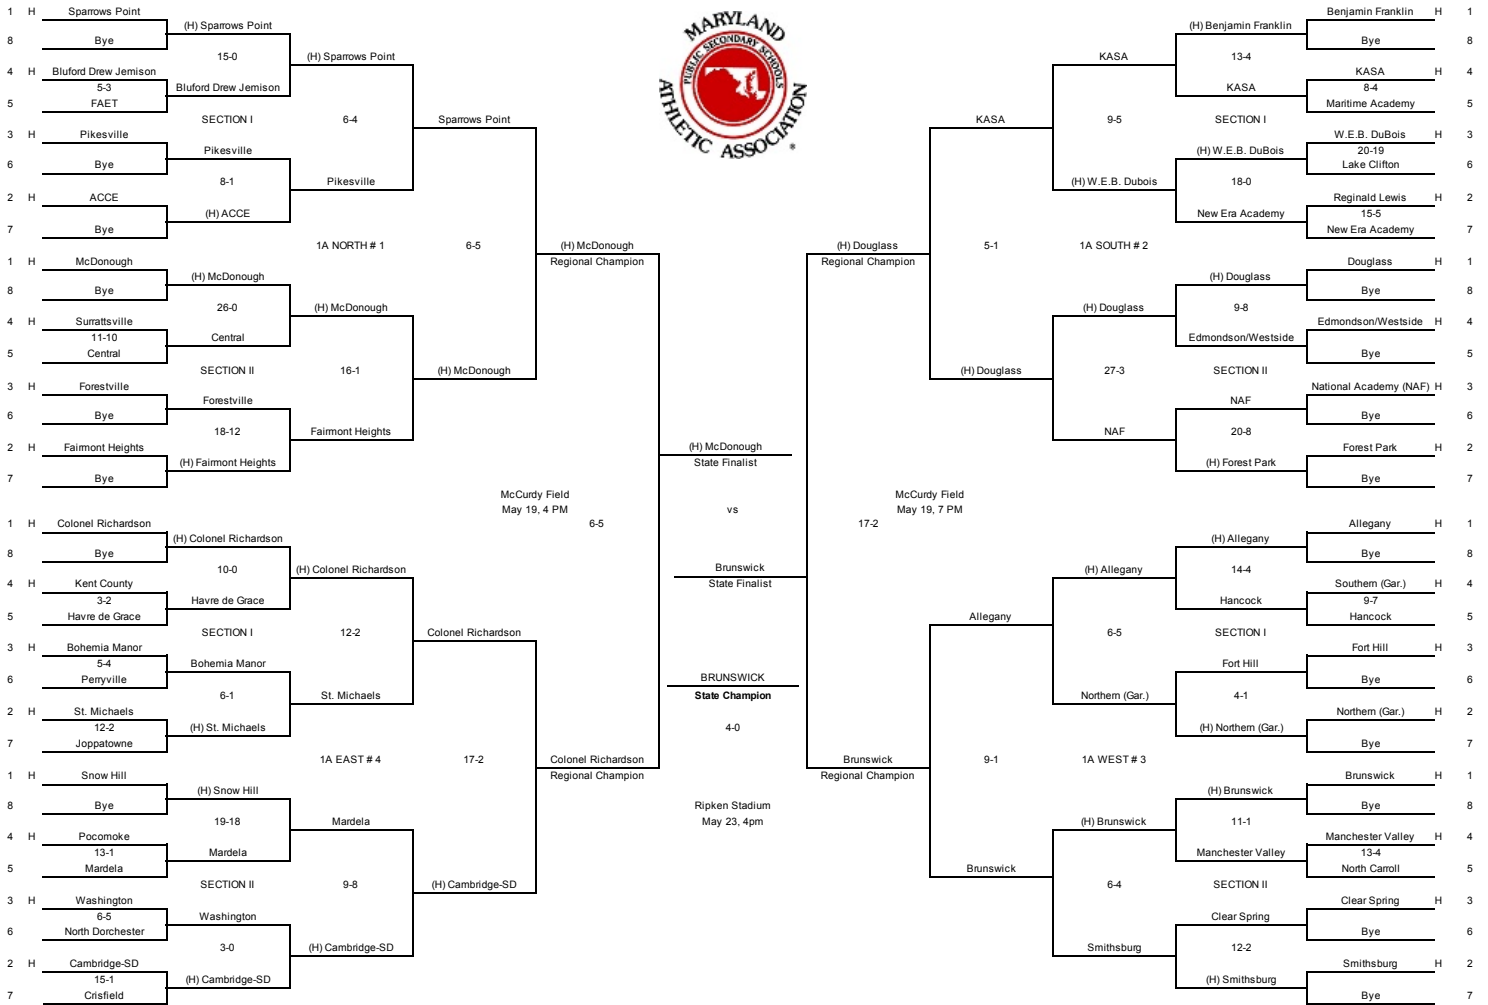 MARYLAND
PUBLIC SECONDARY SCHOOLS
ATHLETIC ASSOCIATION
®
1 H Sparrows Point
(H) Sparrows Point
8 Bye
15-0
(H) Sparrows Point
4 H Bluford Drew Jemison
5-3
Bluford Drew Jemison
5 FAET
SECTION I
6-4
Sparrows Point
3 H Pikesville
Pikesville
6 Bye
8-1
Pikesville
2 H ACCE
(H) ACCE
7 Bye
1A NORTH # 1
6-5
(H) McDonough
Regional Champion
1 H McDonough
(H) McDonough
8 Bye
26-0
(H) McDonough
4 H Surrattsville
11-10
Central
5 Central
SECTION II
16-1
(H) McDonough
3 H Forestville
Forestville
6 Bye
18-12
Fairmont Heights
2 H Fairmont Heights
(H) Fairmont Heights
7 Bye
(H) McDonough
State Finalist
McCurdy Field
May 19, 4 PM
6-5
vs
McCurdy Field
May 19, 7 PM
17-2
1 H Colonel Richardson
(H) Colonel Richardson
8 Bye
10-0
(H) Colonel Richardson
4 H Kent County
3-2
Havre de Grace
5 Havre de Grace
SECTION I
12-2
Colonel Richardson
3 H Bohemia Manor
5-4
Bohemia Manor
6 Perryville
6-1
St. Michaels
2 H St. Michaels
12-2
(H) St. Michaels
7 Joppatowne
1A EAST # 4
17-2
Colonel Richardson
Regional Champion
1 H Snow Hill
(H) Snow Hill
8 Bye
19-18
Mardela
4 H Pocomoke
13-1
Mardela
5 Mardela
SECTION II
9-8
(H) Cambridge-SD
3 H Washington
6-5
Washington
6 North Dorchester
3-0
(H) Cambridge-SD
2 H Cambridge-SD
15-1
(H) Cambridge-SD
7 Crisfield
Brunswick
State Finalist
BRUNSWICK
State Champion
4-0
Ripken Stadium
May 23, 4pm
Benjamin Franklin H 1
(H) Benjamin Franklin
Bye 8
KASA
13-4
KASA H 4
8-4
KASA
Maritime Academy 5
KASA
9-5
SECTION I
W.E.B. DuBois H 3
20-19
(H) W.E.B. DuBois
Lake Clifton 6
(H) W.E.B. Dubois
18-0
Reginald Lewis H 2
15-5
New Era Academy
New Era Academy 7
(H) Douglass
Regional Champion
5-1
1A SOUTH # 2
Douglass H 1
(H) Douglass
Bye 8
(H) Douglass
9-8
Edmondson/Westside H 4
Edmondson/Westside
Bye 5
(H) Douglass
27-3
SECTION II
National Academy (NAF) H 3
NAF
Bye 6
NAF
20-8
Forest Park H 2
(H) Forest Park
Bye 7
Allegany H 1
(H) Allegany
Bye 8
(H) Allegany
14-4
Southern (Gar.) H 4
9-7
Hancock
Hancock 5
Allegany
6-5
SECTION I
Fort Hill H 3
Fort Hill
Bye 6
Northern (Gar.)
4-1
Northern (Gar.) H 2
(H) Northern (Gar.)
Bye 7
Brunswick
Regional Champion
9-1
1A WEST # 3
Brunswick H 1
(H) Brunswick
Bye 8
(H) Brunswick
11-1
Manchester Valley H 4
13-4
Manchester Valley
North Carroll 5
Brunswick
6-4
SECTION II
Clear Spring H 3
Clear Spring
Bye 6
Smithsburg
12-2
Smithsburg H 2
(H) Smithsburg
Bye 7